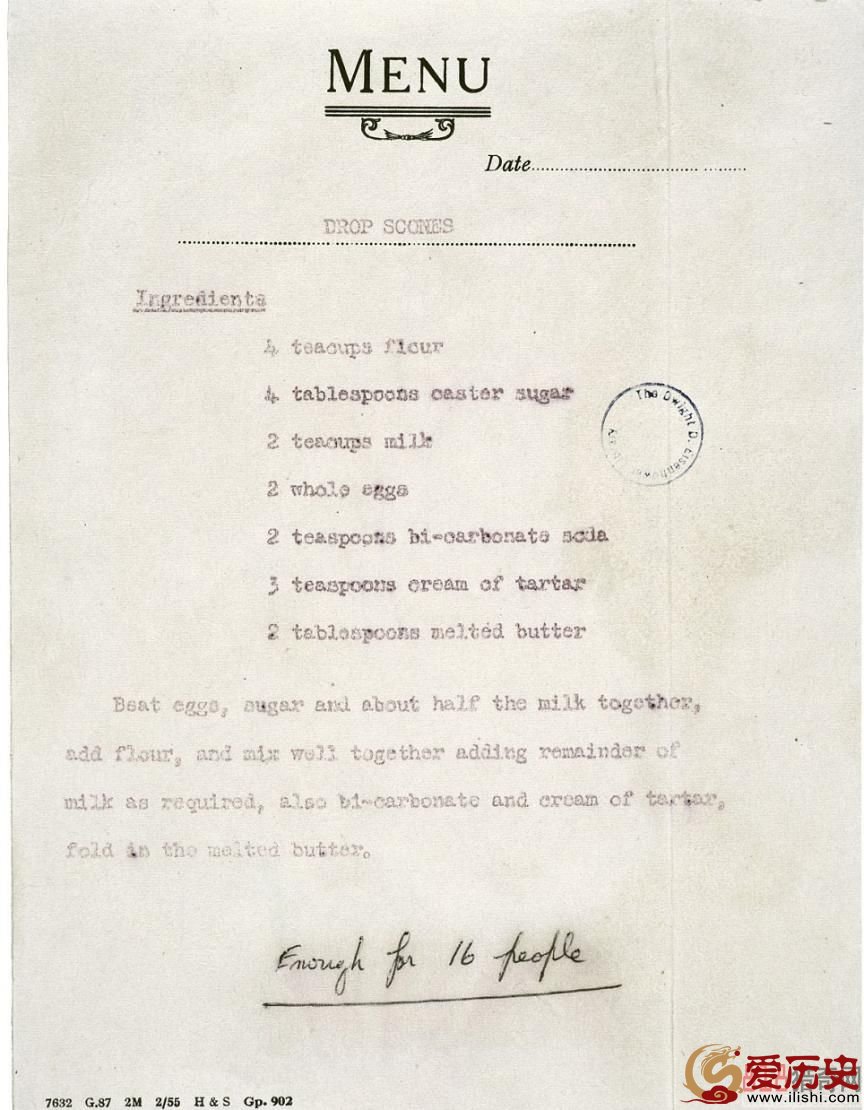 MENU
Date
DROP SCONES
Ingredients
4 teacups flour
4 tablespoons caster sugar
2 teacups milk
2 whole eggs
2 teaspoons bi-carbonate soda
3 teaspoons cream of tartar
2 tablespoons melted butter
Beat eggs, sugar and about half the milk together,
add flour, and mix well together adding remainder of
milk as required, also bi-carbonate and cream of tartar,
fold in the melted butter.
Enough for 16 people
The Dwight D. Eisenhower
7632 G.87 2M 2/55 H & S Gp. 902
爱历史
www.ilishi.com